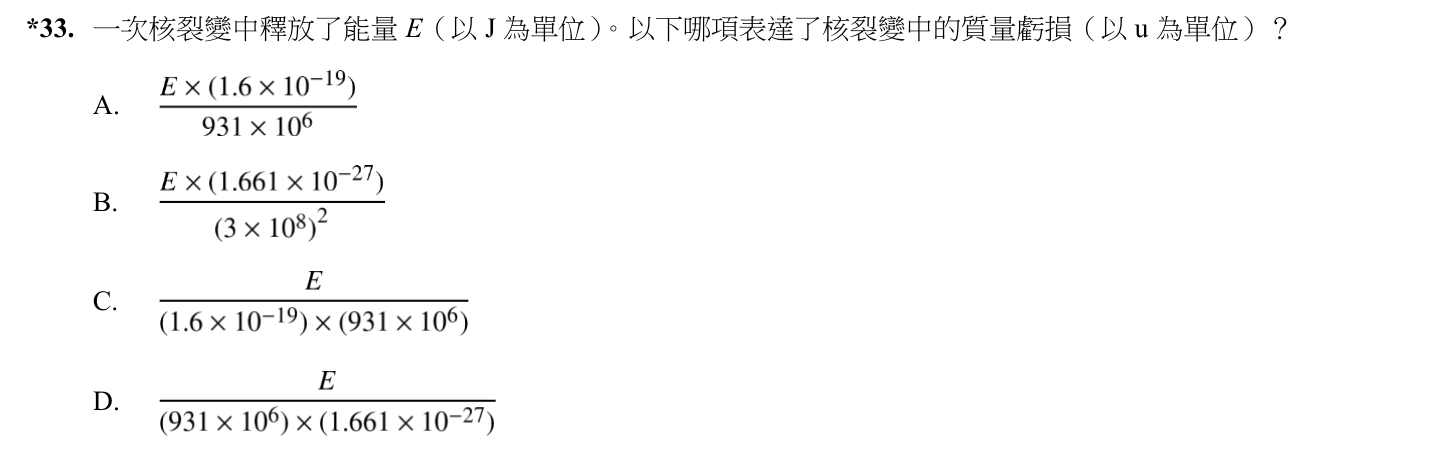 *33. 一次核裂變中釋放了能量 E（以 J 為單位）。以下哪項表達了核裂變中的質量虧損（以 u 為單位）？
A. E × (1.6 × 10⁻¹⁹)
931 × 10⁶
B. E × (1.661 × 10⁻²⁷)
(3 × 10⁸)²
C. E
(1.6 × 10⁻¹⁹) × (931 × 10⁶)
D. E
(931 × 10⁶) × (1.661 × 10⁻²⁷)